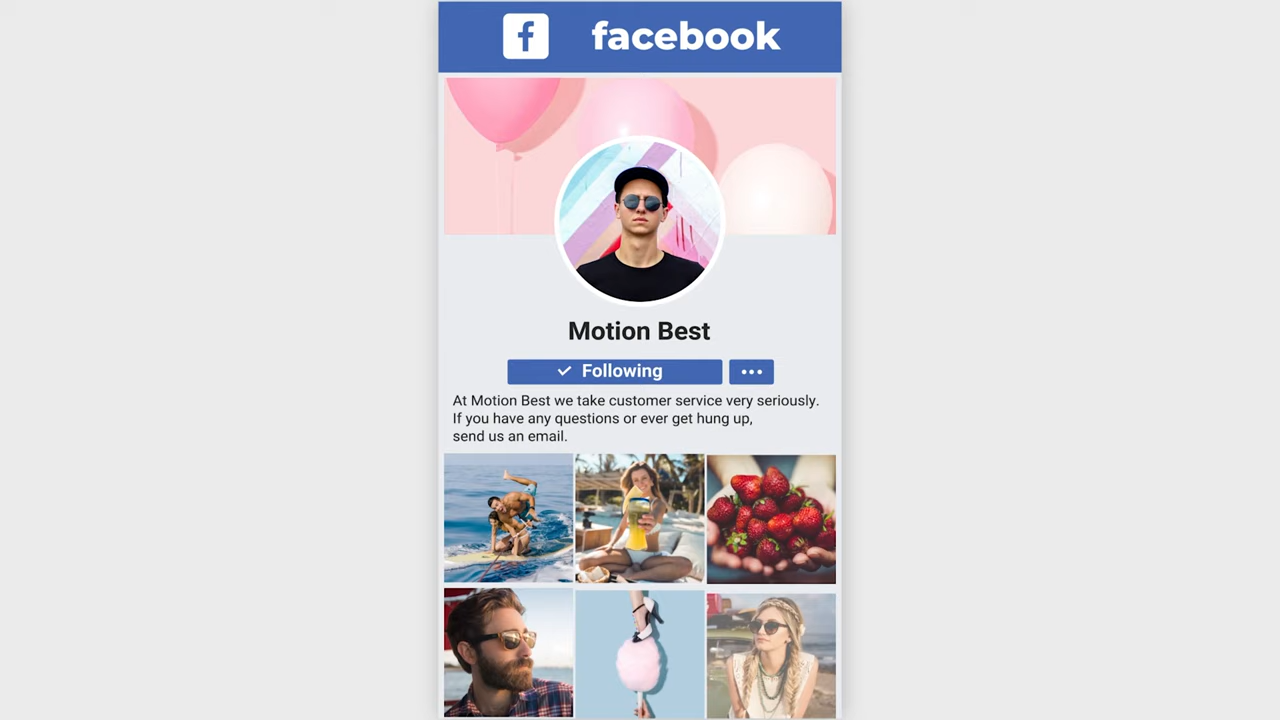 f facebook
Motion Best
Following
At Motion Best we take customer service very seriously.
If you have any questions or ever get hung up,
send us an email.